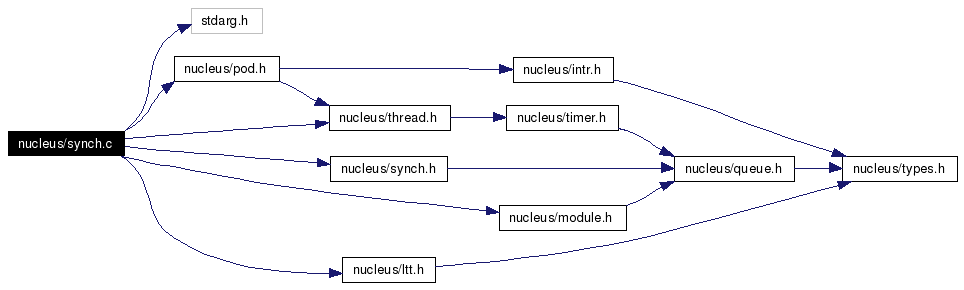 stdarg.h
nucleus/pod.h
nucleus/intr.h
nucleus/thread.h
nucleus/timer.h
nucleus/synch.c
nucleus/synch.h
nucleus/queue.h
nucleus/types.h
nucleus/module.h
nucleus/ltt.h